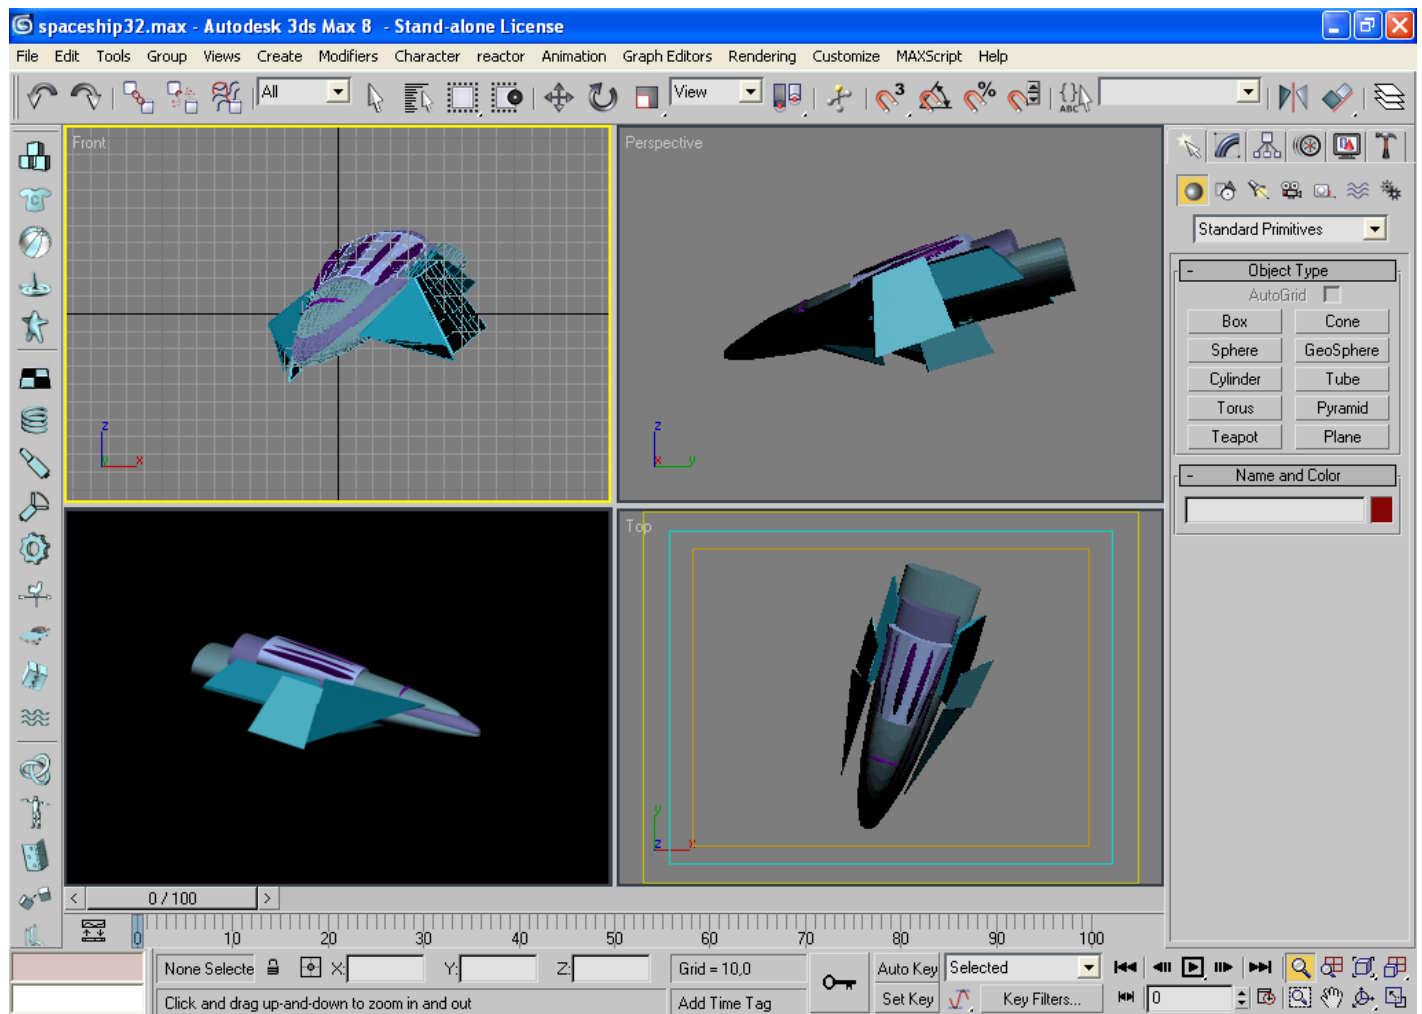 spaceship32.max - Autodesk 3ds Max 8 - Stand-alone License
File Edit Tools Group Views Create Modifiers Character reactor Animation Graph Editors Rendering Customize MAXScript Help
All View 3 % {} ABC
Front Perspective
Standard Primitives
- Object Type
AutoGrid
Box Cone
Sphere GeoSphere
Cylinder Tube
Torus Pyramid
Teapot Plane
z x y
z x y
- Name and Color
Top
y z x
< 0 / 100 >
0 10 20 30 40 50 60 70 80 90 100
None Selecte X: Y: Z: Grid = 10,0 Auto Key Selected
Click and drag up-and-down to zoom in and out Add Time Tag Set Key Key Filters... 0